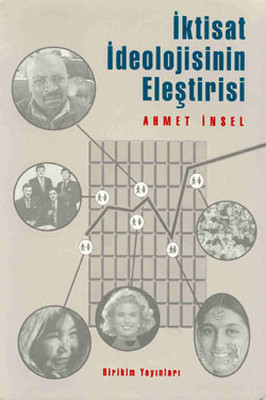 İktisat
İdeolojisinin
Eleştirisi
AHMET İNSEL
Birikim Yayınları